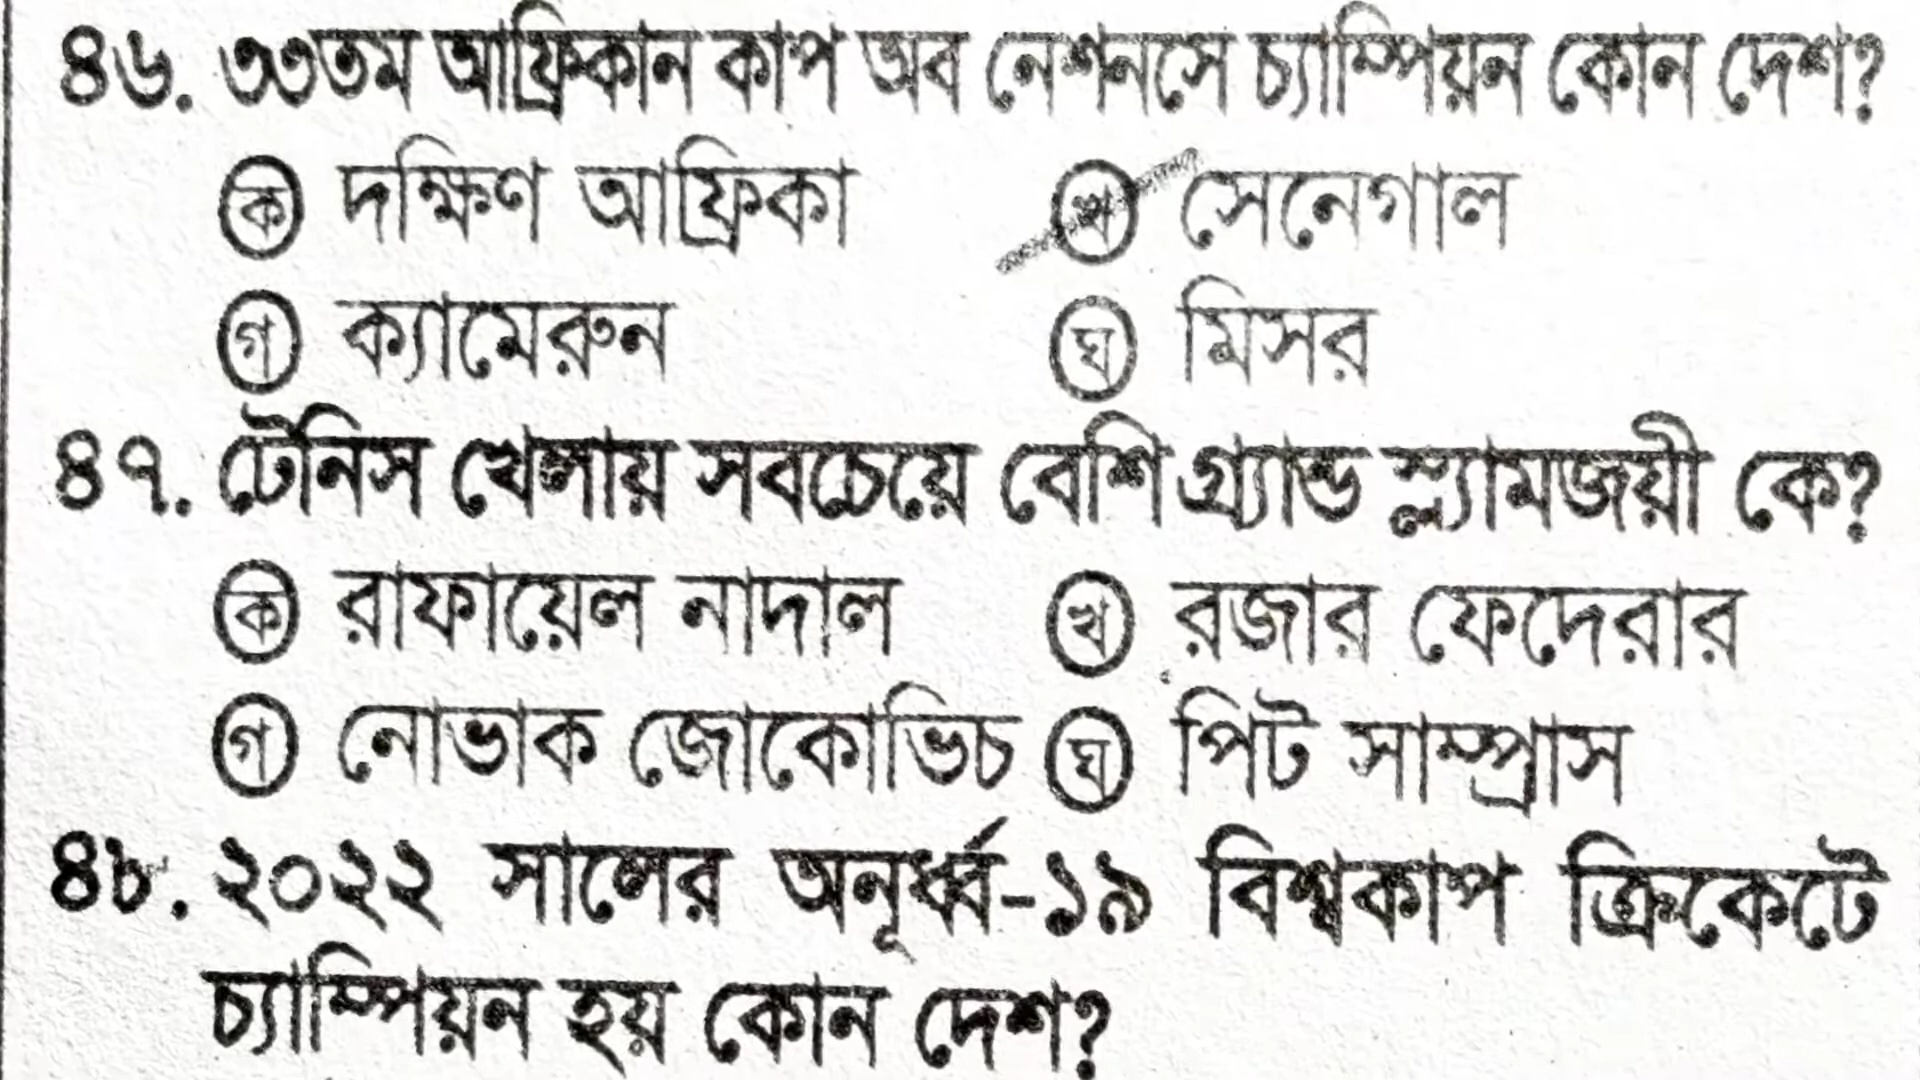 ৪৬. ৩৩তম আফ্রিকান কাপ অব নেশনসে চ্যাম্পিয়ন কোন দেশ?
ক দক্ষিণ আফ্রিকা খ সেনেগাল
গ ক্যামেরুন ঘ মিসর
৪৭. টেনিস খেলায় সবচেয়ে বেশি গ্র্যান্ড স্ল্যামজয়ী কে?
ক রাফায়েল নাদাল খ রজার ফেদেরার
গ নোভাক জোকোভিচ ঘ পিট সাম্প্রাস
৪৮. ২০২২ সালের অনূর্ধ্ব-১৯ বিশ্বকাপ ক্রিকেটে
চ্যাম্পিয়ন হয় কোন দেশ?